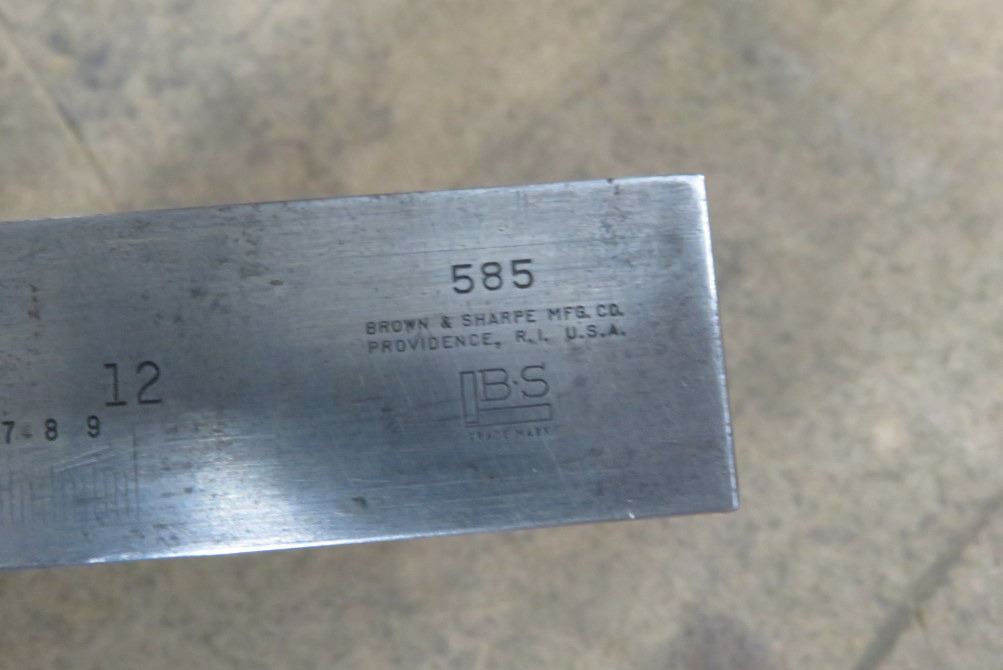 585
BROWN & SHARPE MFG. CO.
PROVIDENCE, R.I. U.S.A.
12
B·S
7 8 9
TRADE MARK